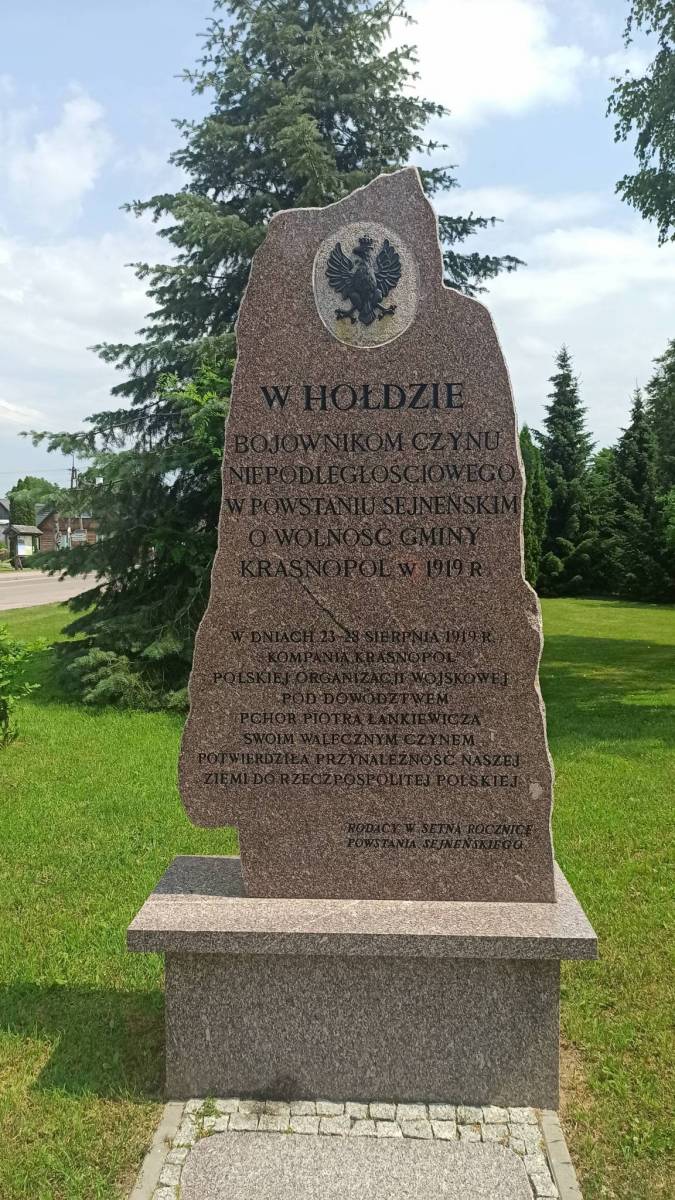 W HOŁDZIE
BOJOWNIKOM CZYNU
NIEPODLEGŁOŚCIOWEGO
W POWSTANIU SEJNEŃSKIM
O WOLNOŚĆ GMINY
KRASNOPOL W 1919 R.
W DNIACH 23-28 SIERPNIA 1919 R.
KOMPANIA "KRASNOPOL"
POLSKIEJ ORGANIZACJI WOJSKOWEJ
POD DOWÓDZTWEM
PCHOR PIOTRA ŁANKIEWICZA
SWOIM WALECZNYM CZYNEM
POTWIERDZIŁA PRZYNALEŻNOŚĆ NASZEJ
ZIEMI DO RZECZPOSPOLITEJ POLSKIEJ.
RODACY W SETNĄ ROCZNICĘ
POWSTANIA SEJNEŃSKIEGO